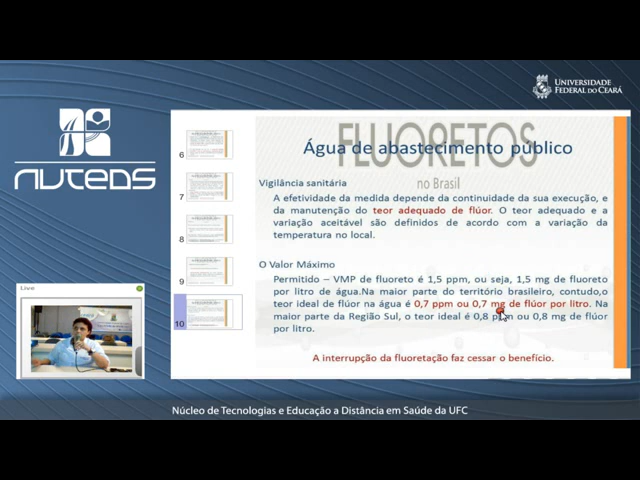 UNIVERSIDADE
FEDERAL DO CEARÁ
NUTEDS
FLUORETOS
no Brasil
Água de abastecimento público
Vigilância sanitária
A efetividade da medida depende da continuidade da sua execução, e
da manutenção do teor adequado de flúor. O teor adequado e a
variação aceitável são definidos de acordo com a variação da
temperatura no local.
O Valor Máximo
Permitido – VMP de fluoreto é 1,5 ppm, ou seja, 1,5 mg de fluoreto
por litro de água.Na maior parte do território brasileiro, contudo,o
teor ideal de flúor na água é 0,7 ppm ou 0,7 mg de flúor por litro. Na
maior parte da Região Sul, o teor ideal é 0,8 ppm ou 0,8 mg de flúor
por litro.
A interrupção da fluoretação faz cessar o benefício.
6
7
8
9
10
Live
Núcleo de Tecnologias e Educação a Distância em Saúde da UFC